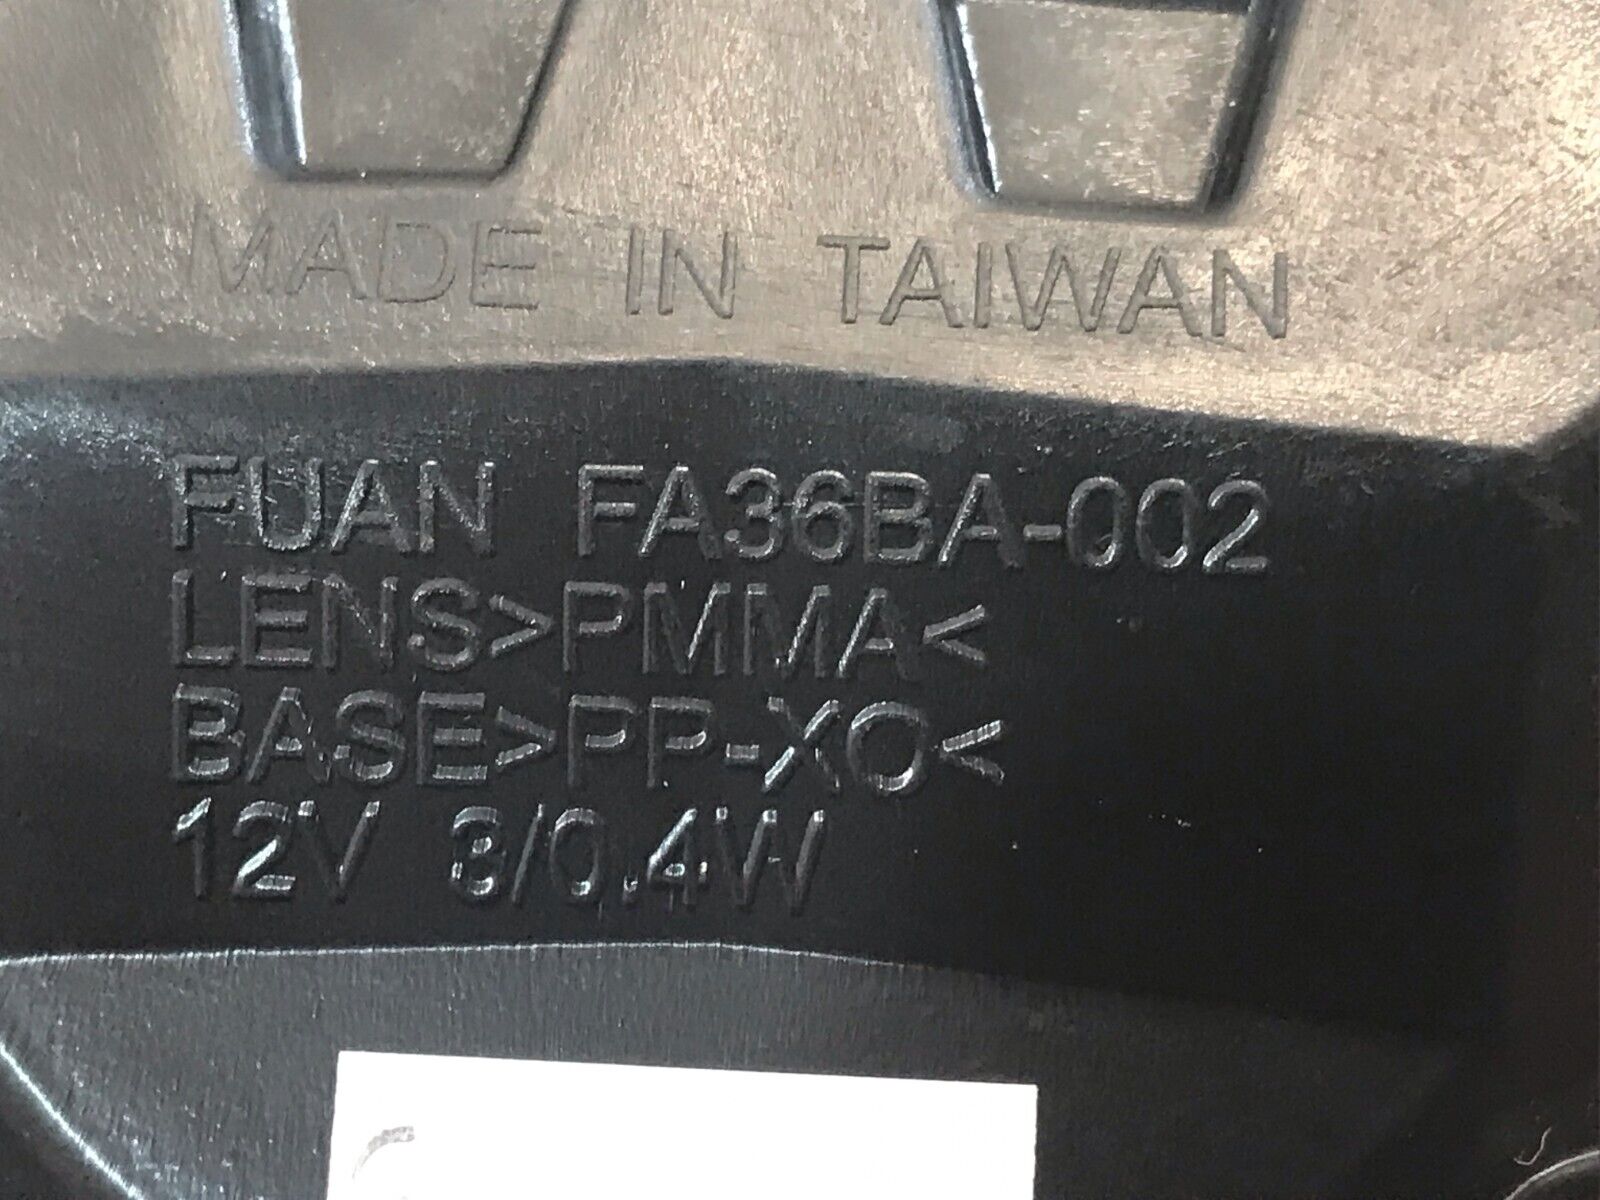 MADE IN TAIWAN
FUAN FA36BA-002
LENS>PMMA<
BASE>PP-XO<
12V 3/0.4W